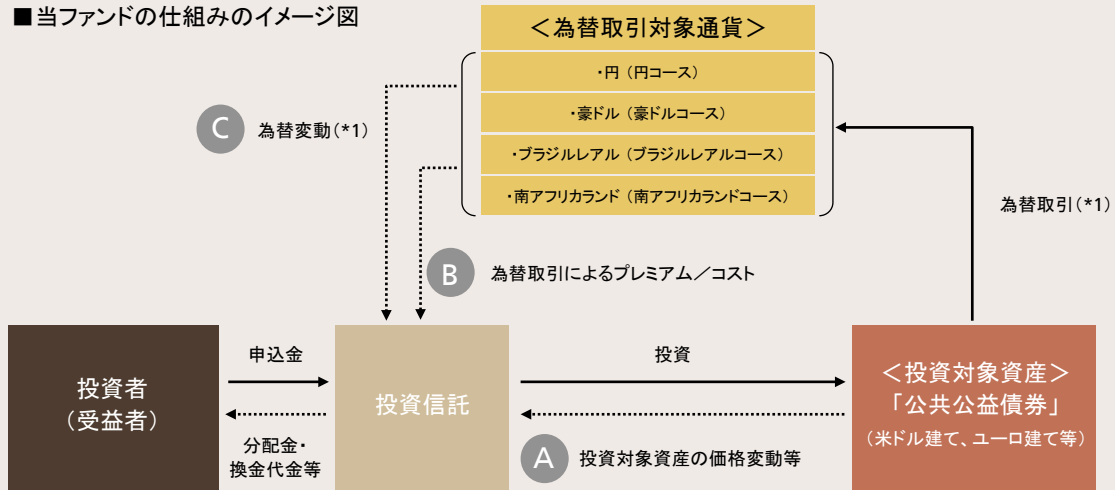 ■当ファンドの仕組みのイメージ図
＜為替取引対象通貨＞
・円（円コース）
・豪ドル（豪ドルコース）
・ブラジルレアル（ブラジルレアルコース）
・南アフリカランド（南アフリカランドコース）
C 為替変動(*1)
為替取引(*1)
B 為替取引によるプレミアム／コスト
投資者
（受益者）
申込金
分配金・
換金代金等
投資信託
投資
A 投資対象資産の価格変動等
＜投資対象資産＞
「公共公益債券」
（米ドル建て、ユーロ建て等）